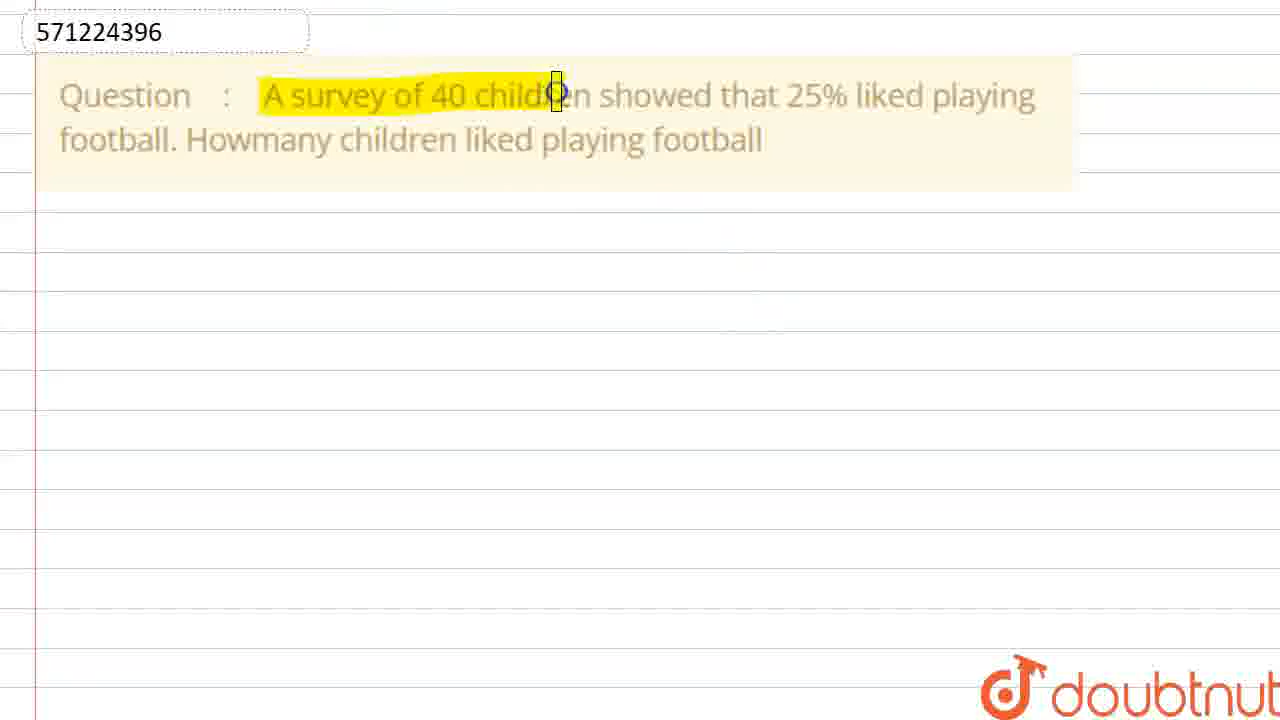 571224396
Question : A survey of 40 children showed that 25% liked playing
football. Howmany children liked playing football
doubtnut